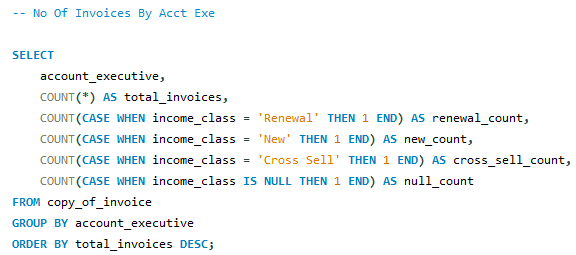 -- No Of Invoices By Acct Exe
SELECT
account_executive,
COUNT(*) AS total_invoices,
COUNT(CASE WHEN income_class = 'Renewal' THEN 1 END) AS renewal_count,
COUNT(CASE WHEN income_class = 'New' THEN 1 END) AS new_count,
COUNT(CASE WHEN income_class = 'Cross Sell' THEN 1 END) AS cross_sell_count,
COUNT(CASE WHEN income_class IS NULL THEN 1 END) AS null_count
FROM copy_of_invoice
GROUP BY account_executive
ORDER BY total_invoices DESC;